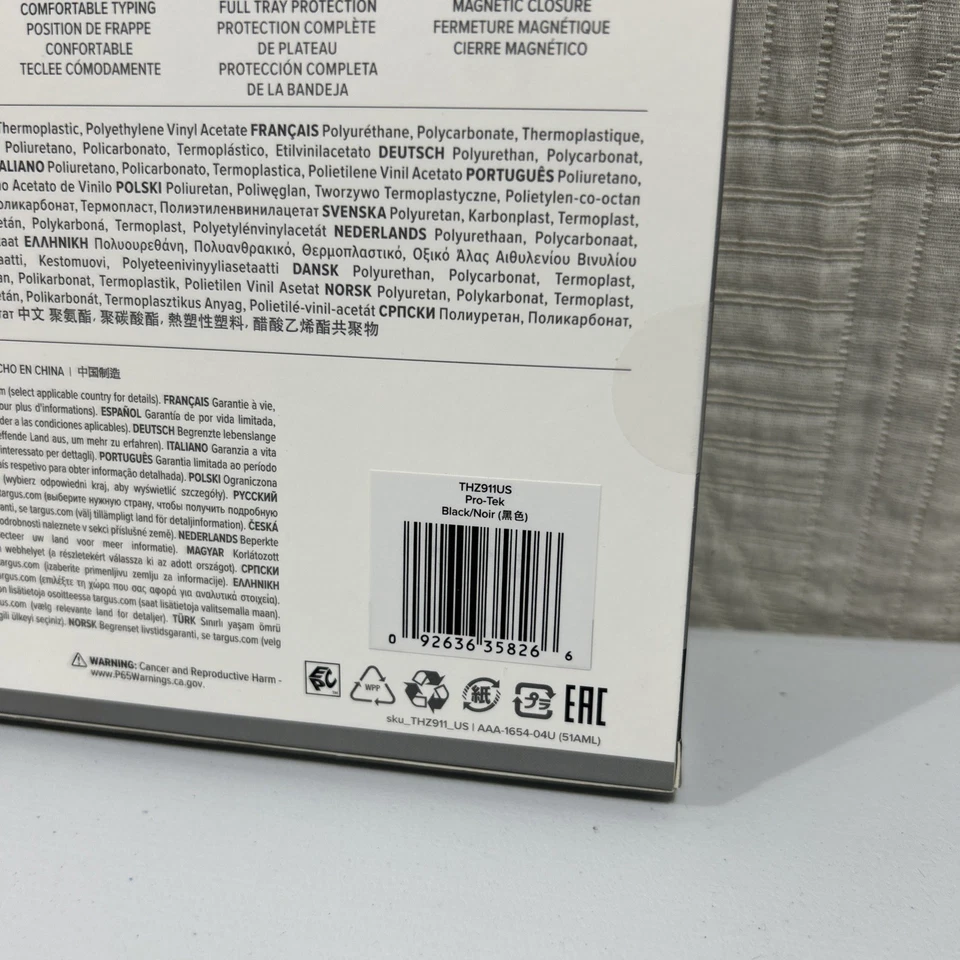 COMFORTABLE TYPING
POSITION DE FRAPPE
CONFORTABLE
TECLEE CÓMODAMENTE
FULL TRAY PROTECTION
PROTECTION COMPLÈTE
DE PLATEAU
PROTECCIÓN COMPLETA
DE LA BANDEJA
MAGNETIC CLOSURE
FERMETURE MAGNÉTIQUE
CIERRE MAGNÉTICO
Thermoplastic, Polyethylene Vinyl Acetate FRANÇAIS Polyuréthane, Polycarbonate, Thermoplastique,
Poliuretano, Policarbonato, Termoplástico, Etilvinilacetato DEUTSCH Polyurethan, Polycarbonat,
ALIANO Poliuretano, Policarbonato, Termoplastica, Polietilene Vinil Acetato PORTUGUÊS Poliuretano,
no Acetato de Vinilo POLSKI Poliuretan, Poliwęglan, Tworzywo Termoplastyczne, Polietylen-co-octan
оликарбонат, Термопласт, Полиэтиленвинилацетат SVENSKA Polyuretan, Karbonplast, Termoplast,
etán, Polykarboná, Termoplast, Polyetylénvinylacetát NEDERLANDS Polyurethaan, Polycarbonaat,
taat ΕΛΛΗΝΙΚΗ Πολυουρεθάνη, Πολυανθρακικό, Θερμοπλαστικό, Οξικό Άλας Αιθυλενίου Βινυλίου
aatti, Kestomuovi, Polyeteenivinyyliasetaatti DANSK Polyurethan, Polycarbonat, Termoplast,
an, Polikarbonat, Termoplastik, Polietilen Vinil Asetat NORSK Polyuretan, Polykarbonat, Termoplast,
etán, Polikarbonát, Termoplasztikus Anyag, Polietilé-vinil-acetát СРПСКИ Полиуретан, Поликарбонат,
тат 中文 聚氨酯, 聚碳酸酯, 熱塑性塑料, 醋酸乙烯酯共聚物
CHO EN CHINA | 中国制造
m (select applicable country for details). FRANÇAIS Garantie à vie,
our plus d'informations). ESPAÑOL Garantía de por vida limitada,
der a las condiciones aplicables). DEUTSCH Begrenzte lebenslange
effende Land aus, um mehr zu erfahren). ITALIANO Garanzia a vita
interessato per dettagli). PORTUGUÊS Garantia limitada ao período
aís respetivo para obter informação detalhada). POLSKI Ograniczona
(wybierz odpowiedni kraj, aby wyświetlić szczegóły). РУССКИЙ
targus.com (выберите нужную страну, чтобы получить подробную
ranti, se targus.com (välj tillämpligt land för detaljinformation). ČESKÁ
odrobnosti naleznete v sekci příslušné země). NEDERLANDS Beperkte
ecteer uw land voor meer informatie). MAGYAR Korlátozott
webhelyet (a részletekért válassza ki az adott országot). СРПСКИ
targus.com (izaberite primenljivu zemlju za informacije). ΕΛΛΗΝΙΚΗ
argus.com (επιλέξτε τη χώρα που σας αφορά για αναλυτικά στοιχεία).
on lisätietoja osoitteessa targus.com (saat lisätietoja valitsemalla maan).
us.com (vælg relevante land for detaljer). TÜRK Sınırlı yaşam ömrü
gili ülkeyi seçiniz). NORSK Begrenset livstidsgaranti, se targus.com (velg
THZ911US
Pro-Tek
Black/Noir (黑色)
0 92636 35826 6
WARNING: Cancer and Reproductive Harm -
www.P65Warnings.ca.gov.
EPC
WPP
紙
プラ
EAC
sku_THZ911_US | AAA-1654-04U (51AML)